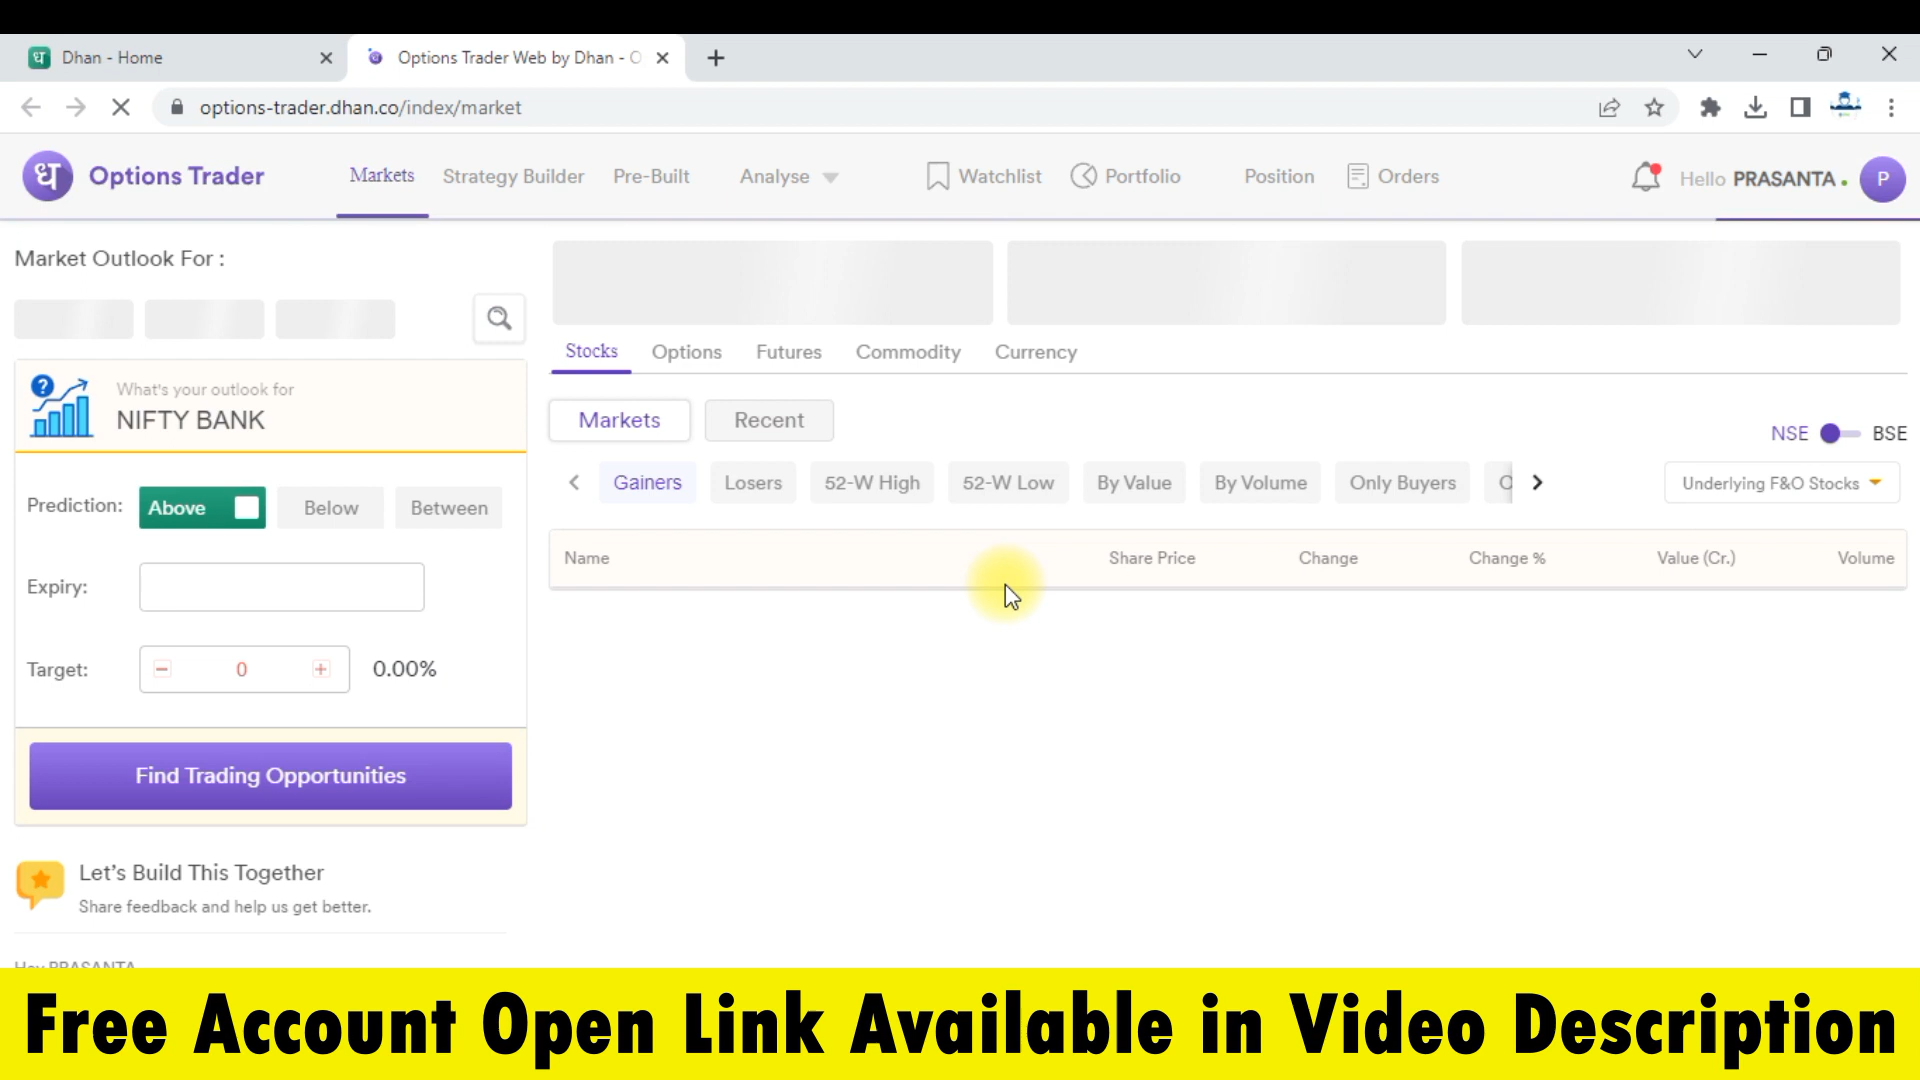 ध Dhan - Home
Options Trader Web by Dhan - O
options-trader.dhan.co/index/market
ध Options Trader
Markets
Strategy Builder
Pre-Built
Analyse
Watchlist
Portfolio
Position
Orders
Hello PRASANTA
P
Market Outlook For :
?
What's your outlook for
NIFTY BANK
Prediction:
Above
Below
Between
Expiry:
Target:
− 0 + 0.00%
Find Trading Opportunities
Let's Build This Together
Share feedback and help us get better.
Hey PRASANTA
Stocks
Options
Futures
Commodity
Currency
Markets
Recent
NSE
BSE
Gainers
Losers
52-W High
52-W Low
By Value
By Volume
Only Buyers
Underlying F&O Stocks
Name
Share Price
Change
Change %
Value (Cr.)
Volume
Free Account Open Link Available in Video Description